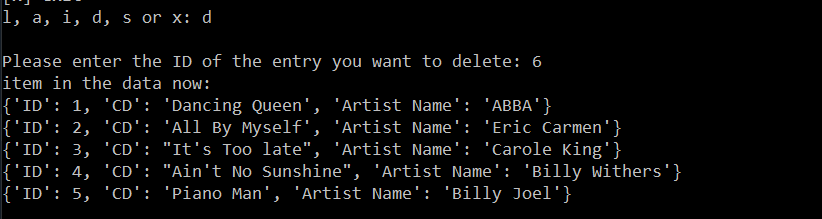 l, a, i, d, s or x: d
Please enter the ID of the entry you want to delete: 6
item in the data now:
{'ID': 1, 'CD': 'Dancing Queen', 'Artist Name': 'ABBA'}
{'ID': 2, 'CD': 'All By Myself', 'Artist Name': 'Eric Carmen'}
{'ID': 3, 'CD': "It's Too late", 'Artist Name': 'Carole King'}
{'ID': 4, 'CD': "Ain't No Sunshine", 'Artist Name': 'Billy Withers'}
{'ID': 5, 'CD': 'Piano Man', 'Artist Name': 'Billy Joel'}